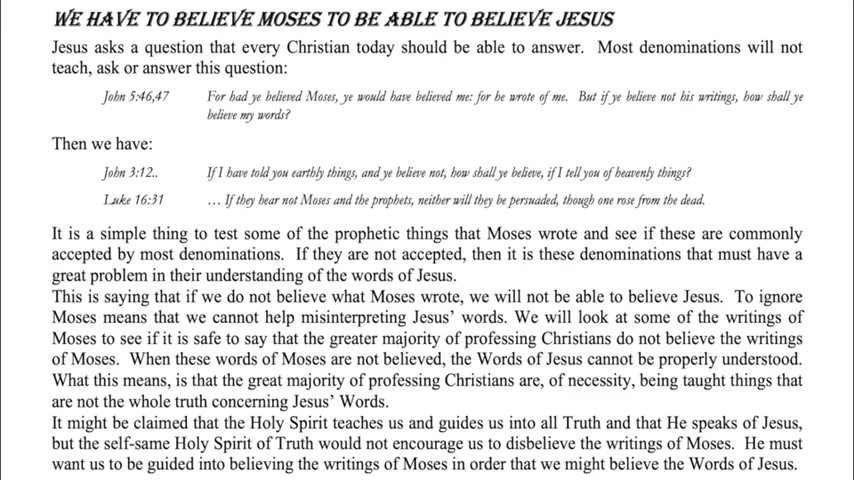 WE HAVE TO BELIEVE MOSES TO BE ABLE TO BELIEVE JESUS
Jesus asks a question that every Christian today should be able to answer. Most denominations will not
teach, ask or answer this question:
John 5:46,47 For had ye believed Moses, ye would have believed me: for he wrote of me. But if ye believe not his writings, how shall ye
believe my words?
Then we have:
John 3:12.. If I have told you earthly things, and ye believe not, how shall ye believe, if I tell you of heavenly things?
Luke 16:31 … If they hear not Moses and the prophets, neither will they be persuaded, though one rose from the dead.
It is a simple thing to test some of the prophetic things that Moses wrote and see if these are commonly
accepted by most denominations. If they are not accepted, then it is these denominations that must have a
great problem in their understanding of the words of Jesus.
This is saying that if we do not believe what Moses wrote, we will not be able to believe Jesus. To ignore
Moses means that we cannot help misinterpreting Jesus' words. We will look at some of the writings of
Moses to see if it is safe to say that the greater majority of professing Christians do not believe the writings
of Moses. When these words of Moses are not believed, the Words of Jesus cannot be properly understood.
What this means, is that the great majority of professing Christians are, of necessity, being taught things that
are not the whole truth concerning Jesus' Words.
It might be claimed that the Holy Spirit teaches us and guides us into all Truth and that He speaks of Jesus,
but the self-same Holy Spirit of Truth would not encourage us to disbelieve the writings of Moses. He must
want us to be guided into believing the writings of Moses in order that we might believe the Words of Jesus.